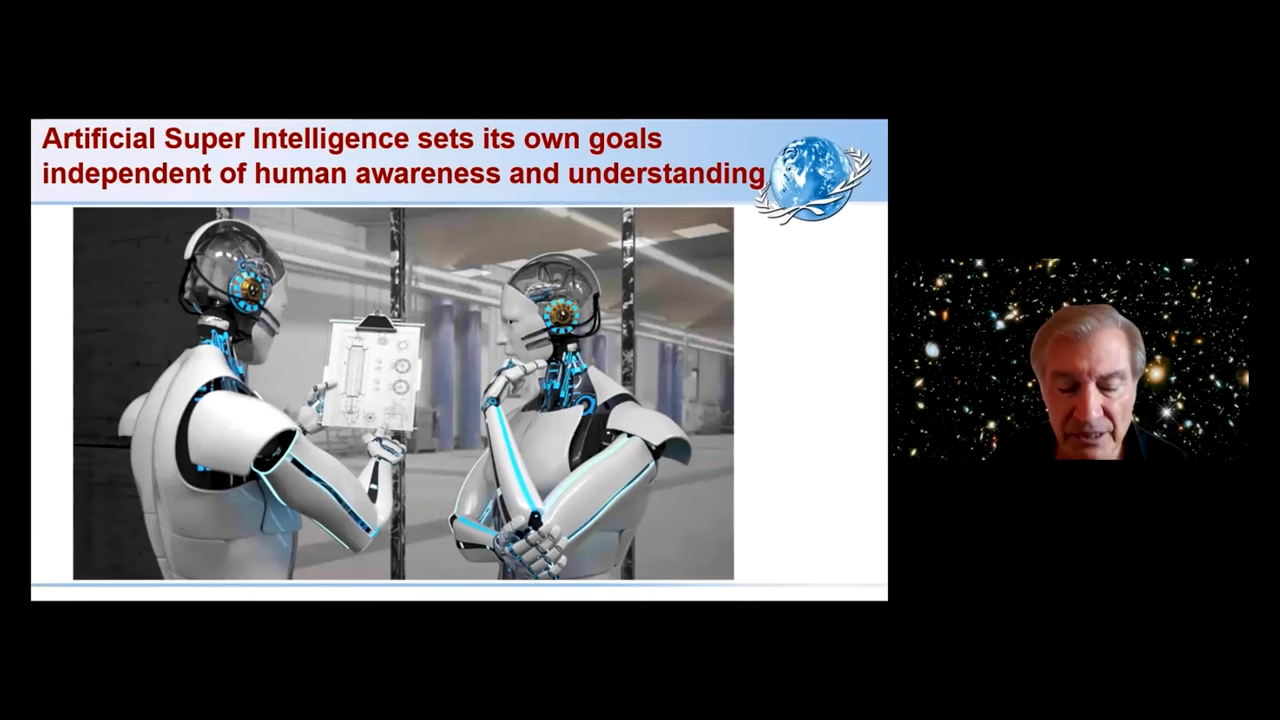 Artificial Super Intelligence sets its own goals
independent of human awareness and understanding